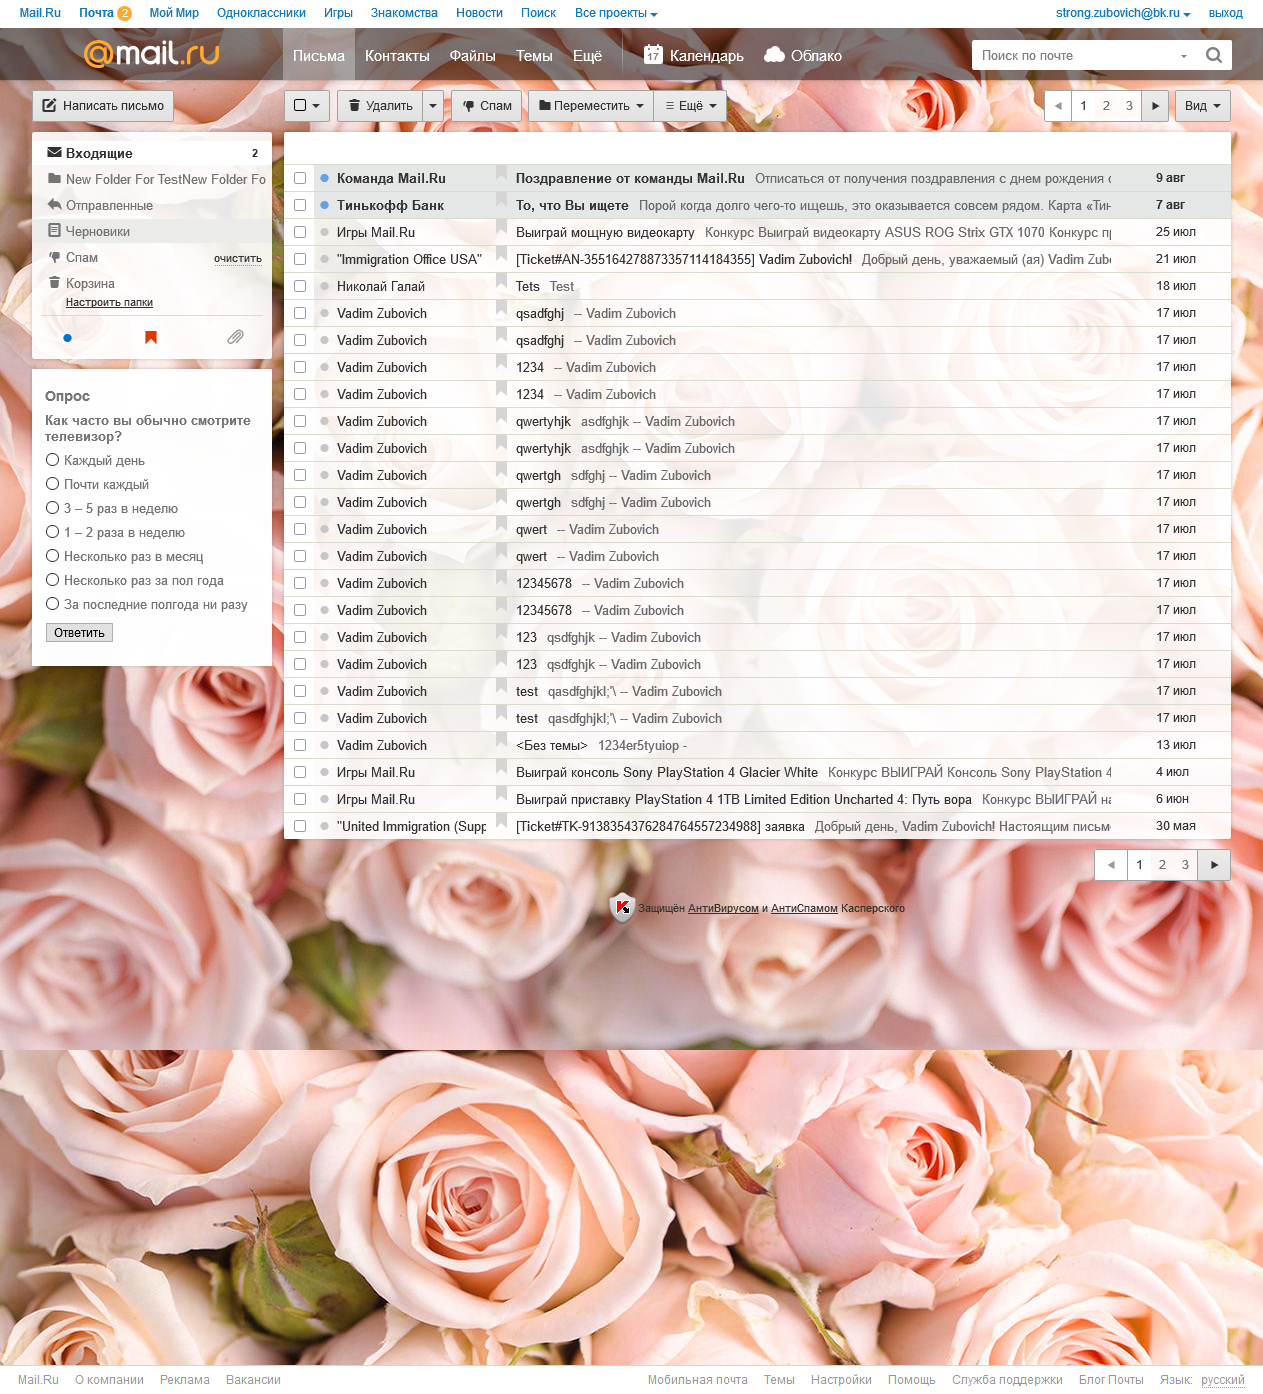 Mail.Ru Почта 2 Мой Мир Одноклассники Игры Знакомства Новости Поиск Все проекты strong.zubovich@bk.ru выход
@mail.ru Письма Контакты Файлы Темы Ещё 17 Календарь Облако Поиск по почте
Написать письмо Удалить Спам Переместить Ещё 1 2 3 Вид
Входящие 2
New Folder For TestNew Folder Fo
Отправленные
Черновики
Спам очистить
Корзина
Настроить папки
Опрос
Как часто вы обычно смотрите
телевизор?
Каждый день
Почти каждый
3 – 5 раз в неделю
1 – 2 раза в неделю
Несколько раз в месяц
Несколько раз за пол года
За последние полгода ни разу
Ответить
Команда Mail.Ru Поздравление от команды Mail.Ru Отписаться от получения поздравления с днем рождения 9 авг
Тинькофф Банк То, что Вы ищете Порой когда долго чего-то ищешь, это оказывается совсем рядом. Карта «Тин 7 авг
Игры Mail.Ru Выиграй мощную видеокарту Конкурс Выиграй видеокарту ASUS ROG Strix GTX 1070 Конкурс пр 25 июл
"Immigration Office USA" [Ticket#AN-355164278873357114184355] Vadim Zubovich! Добрый день, уважаемый (ая) Vadim Zubo 21 июл
Николай Галай Tets Test 18 июл
Vadim Zubovich qsadfghj -- Vadim Zubovich 17 июл
Vadim Zubovich qsadfghj -- Vadim Zubovich 17 июл
Vadim Zubovich 1234 -- Vadim Zubovich 17 июл
Vadim Zubovich 1234 -- Vadim Zubovich 17 июл
Vadim Zubovich qwertyhjk asdfghjk -- Vadim Zubovich 17 июл
Vadim Zubovich qwertyhjk asdfghjk -- Vadim Zubovich 17 июл
Vadim Zubovich qwertgh sdfghj -- Vadim Zubovich 17 июл
Vadim Zubovich qwertgh sdfghj -- Vadim Zubovich 17 июл
Vadim Zubovich qwert -- Vadim Zubovich 17 июл
Vadim Zubovich qwert -- Vadim Zubovich 17 июл
Vadim Zubovich 12345678 -- Vadim Zubovich 17 июл
Vadim Zubovich 12345678 -- Vadim Zubovich 17 июл
Vadim Zubovich 123 qsdfghjk -- Vadim Zubovich 17 июл
Vadim Zubovich 123 qsdfghjk -- Vadim Zubovich 17 июл
Vadim Zubovich test qasdfghjkl;'\ -- Vadim Zubovich 17 июл
Vadim Zubovich test qasdfghjkl;'\ -- Vadim Zubovich 17 июл
Vadim Zubovich <Без темы> 1234er5tyuiop - 13 июл
Игры Mail.Ru Выиграй консоль Sony PlayStation 4 Glacier White Конкурс ВЫИГРАЙ Консоль Sony PlayStation 4 4 июл
Игры Mail.Ru Выиграй приставку PlayStation 4 1TB Limited Edition Uncharted 4: Путь вора Конкурс ВЫИГРАЙ на 6 июн
"United Immigration (Supp [Ticket#TK-9138354376284764557234988] заявка Добрый день, Vadim Zubovich! Настоящим письм 30 мая
1 2 3
Защищён АнтиВирусом и АнтиСпамом Касперского
Mail.Ru О компании Реклама Вакансии Мобильная почта Темы Настройки Помощь Служба поддержки Блог Почты Язык: русский